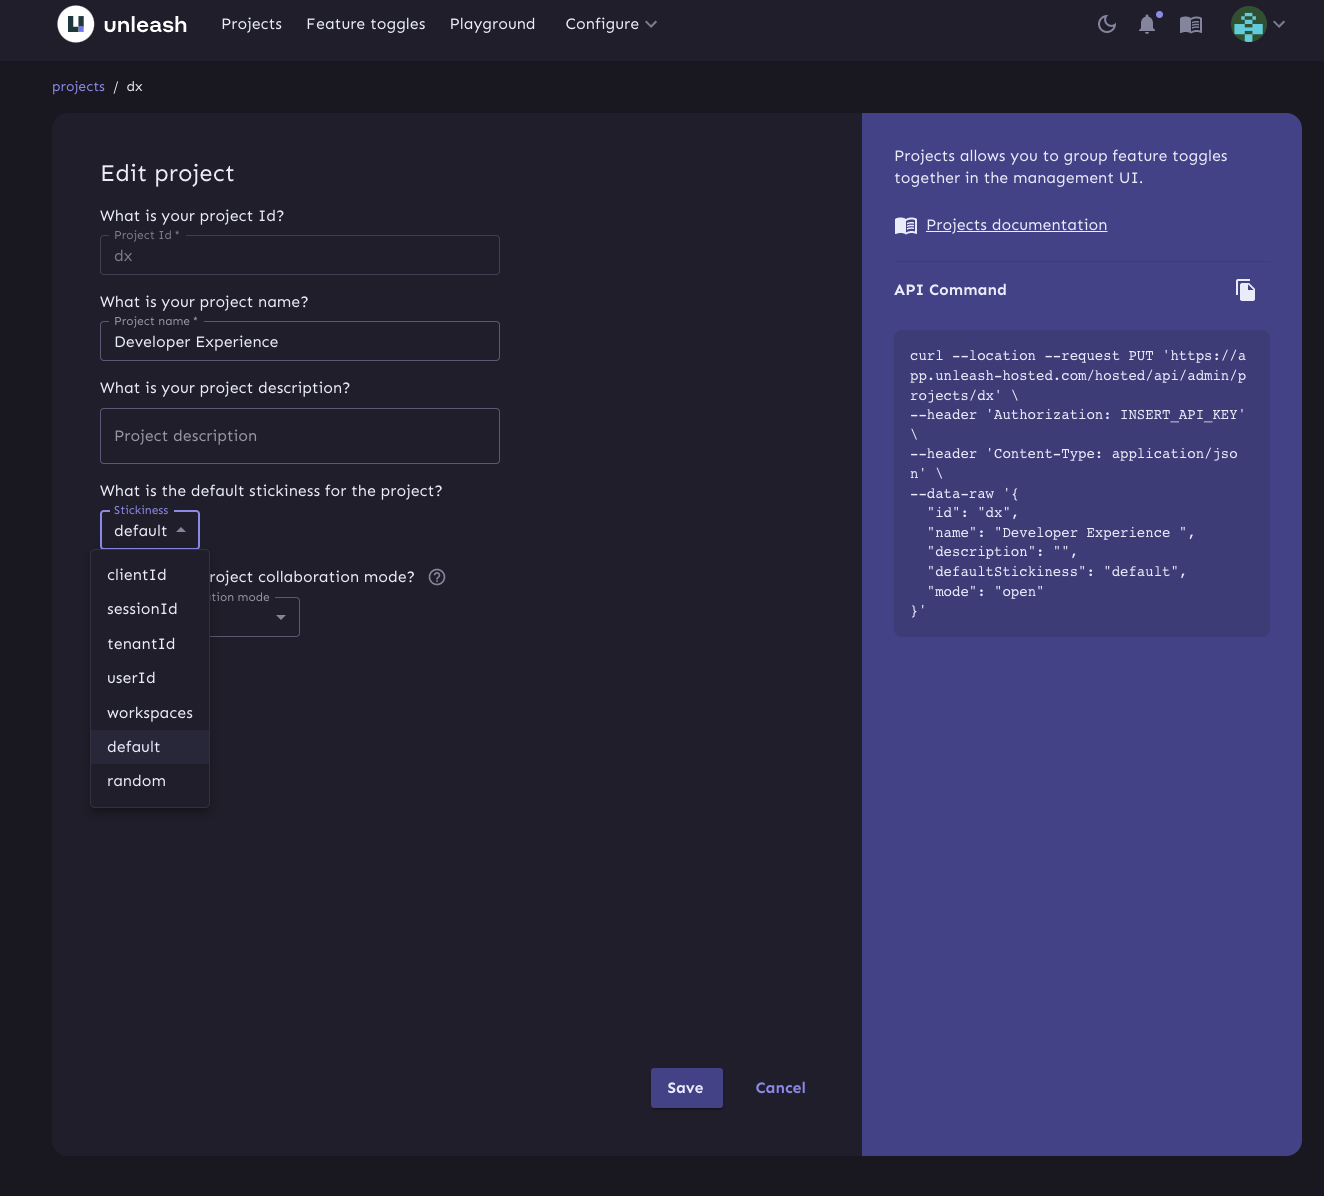 unleash
Projects
Feature toggles
Playground
Configure
projects / dx
Edit project
What is your project Id?
Project Id *
dx
What is your project name?
Project name *
Developer Experience
What is your project description?
Project description
What is the default stickiness for the project?
Stickiness
default
roject collaboration mode?
tion mode
clientId
sessionId
tenantId
userId
workspaces
default
random
Save
Cancel
Projects allows you to group feature toggles
together in the management UI.
Projects documentation
API Command
curl --location --request PUT 'https://a
pp.unleash-hosted.com/hosted/api/admin/p
rojects/dx' \
--header 'Authorization: INSERT_API_KEY'
\
--header 'Content-Type: application/jso
n' \
--data-raw '{
"id": "dx",
"name": "Developer Experience ",
"description": "",
"defaultStickiness": "default",
"mode": "open"
}'